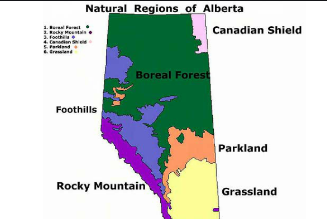 Natural Regions of Alberta
1. Boreal Forest
2. Rocky Mountain
3. Foothills
4. Canadian Shield
5. Parkland
6. Grassland
Canadian Shield
Boreal Forest
Foothills
Parkland
Rocky Mountain
Grassland